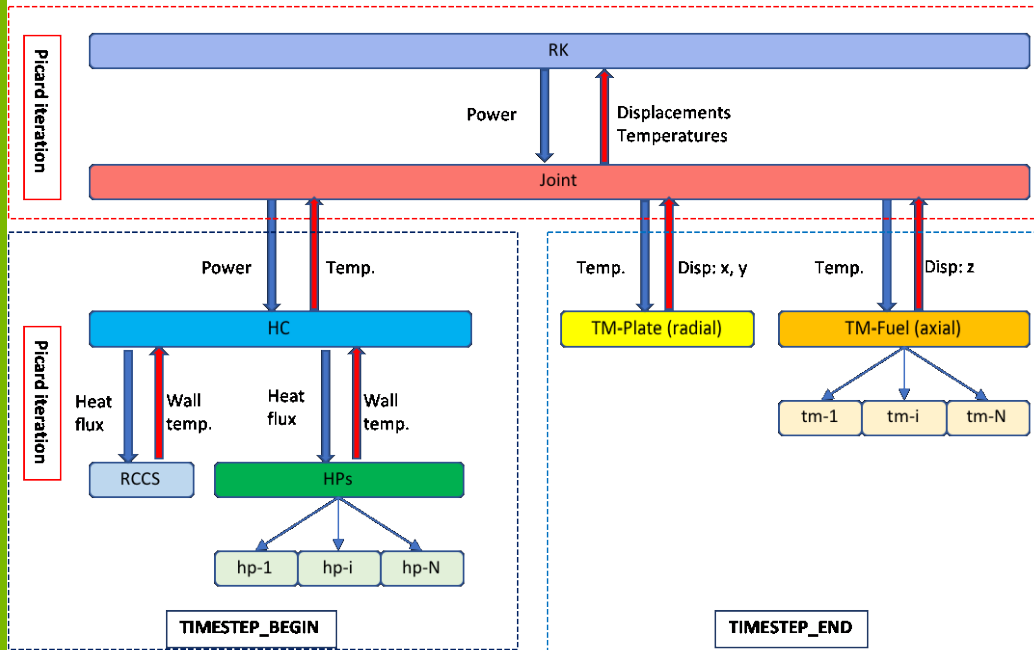 Picard iteration
RK
Power
Displacements
Temperatures
Joint
Power
Temp.
Temp.
Disp: x, y
Temp.
Disp: z
Picard iteration
HC
TM-Plate (radial)
TM-Fuel (axial)
Heat
flux
Wall
temp.
Heat
flux
Wall
temp.
tm-1
tm-i
tm-N
RCCS
HPs
hp-1
hp-i
hp-N
TIMESTEP_BEGIN
TIMESTEP_END